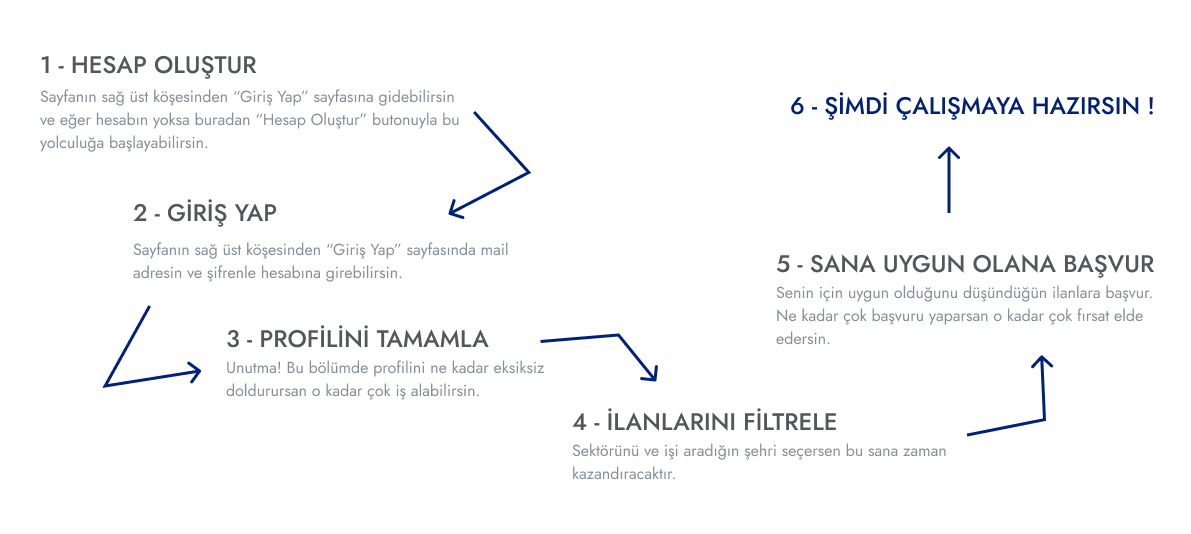 1 - HESAP OLUŞTUR
Sayfanın sağ üst köşesinden “Giriş Yap” sayfasına gidebilirsin
ve eğer hesabın yoksa buradan “Hesap Oluştur” butonuyla bu
yolculuğa başlayabilirsin.
2 - GİRİŞ YAP
Sayfanın sağ üst köşesinden “Giriş Yap” sayfasında mail
adresin ve şifrenle hesabına girebilirsin.
3 - PROFİLİNİ TAMAMLA
Unutma! Bu bölümde profilini ne kadar eksiksiz
doldurursan o kadar çok iş alabilirsin.
4 - İLANLARINI FİLTRELE
Sektörünü ve işi aradığın şehri seçersen bu sana zaman
kazandıracaktır.
5 - SANA UYGUN OLANA BAŞVUR
Senin için uygun olduğunu düşündüğün ilanlara başvur.
Ne kadar çok başvuru yaparsan o kadar çok fırsat elde
edersin.
6 - ŞİMDİ ÇALIŞMAYA HAZIRSIN !